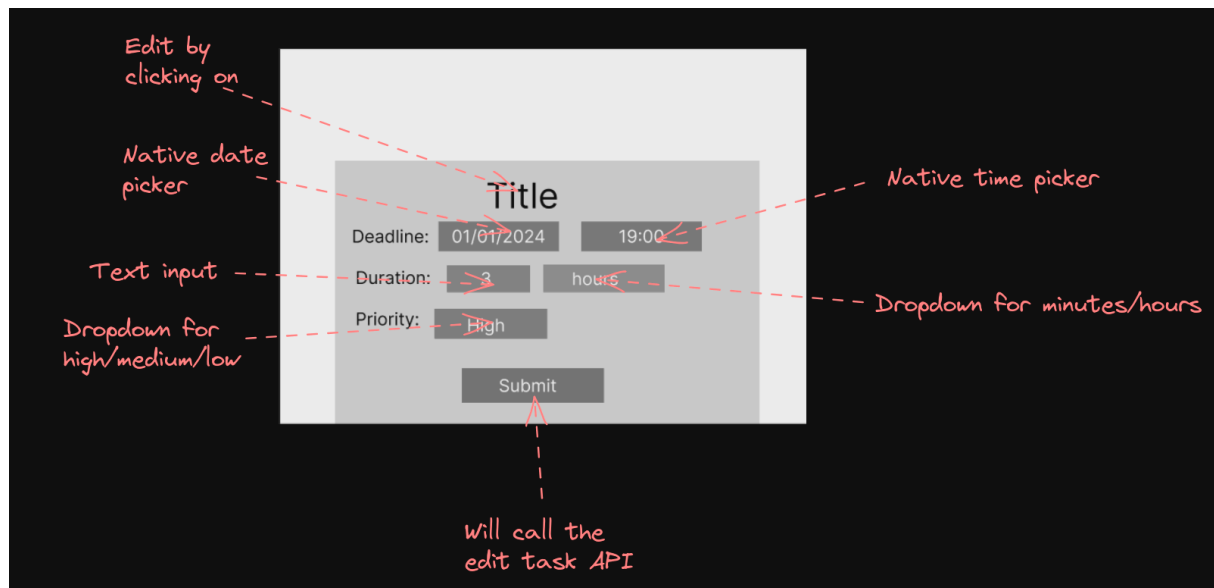 Edit by
clicking on
Native date
picker
Native time picker
Title
Deadline: 01/01/2024 19:00
Text input
Duration: 3 hours
Dropdown for minutes/hours
Dropdown for
high/medium/low
Priority: High
Submit
Will call the
edit task API